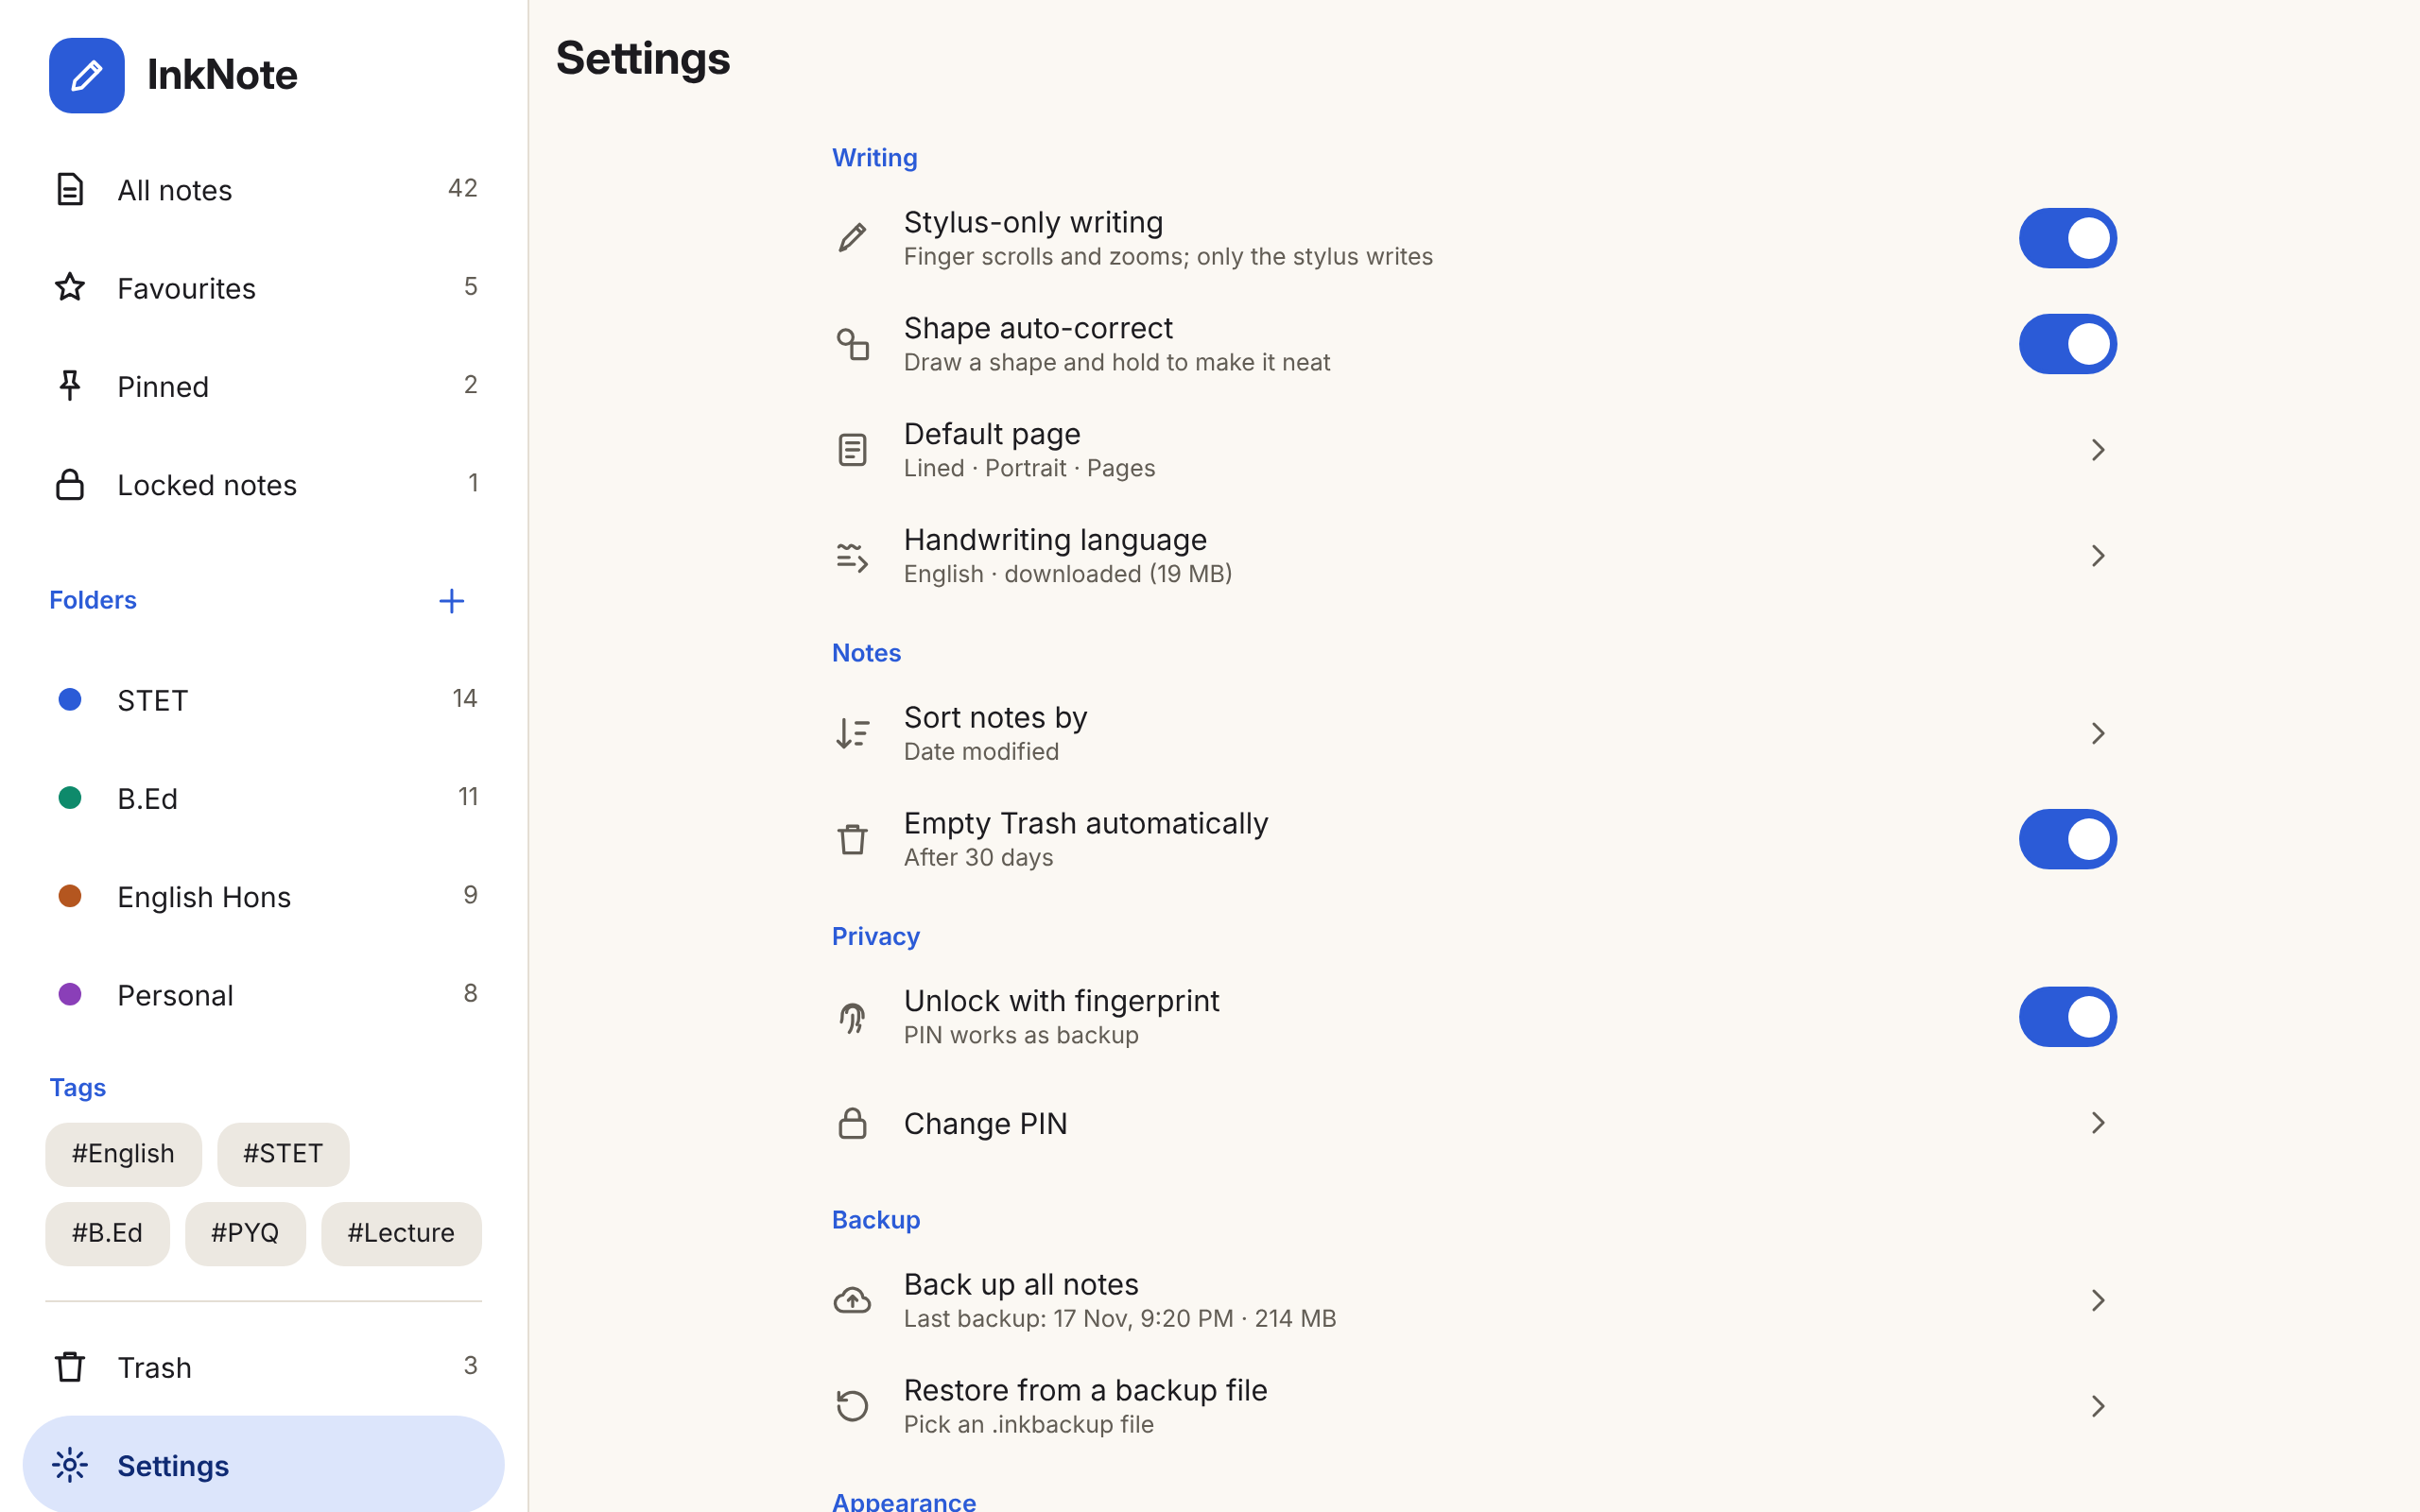 InkNote
All notes 42
Favourites 5
Pinned 2
Locked notes 1
Folders
STET 14
B.Ed 11
English Hons 9
Personal 8
Tags
#English #STET
#B.Ed #PYQ #Lecture
Trash 3
Settings
Settings
Writing
Stylus-only writing
Finger scrolls and zooms; only the stylus writes
Shape auto-correct
Draw a shape and hold to make it neat
Default page
Lined · Portrait · Pages
Handwriting language
English · downloaded (19 MB)
Notes
Sort notes by
Date modified
Empty Trash automatically
After 30 days
Privacy
Unlock with fingerprint
PIN works as backup
Change PIN
Backup
Back up all notes
Last backup: 17 Nov, 9:20 PM · 214 MB
Restore from a backup file
Pick an .inkbackup file
Appearance